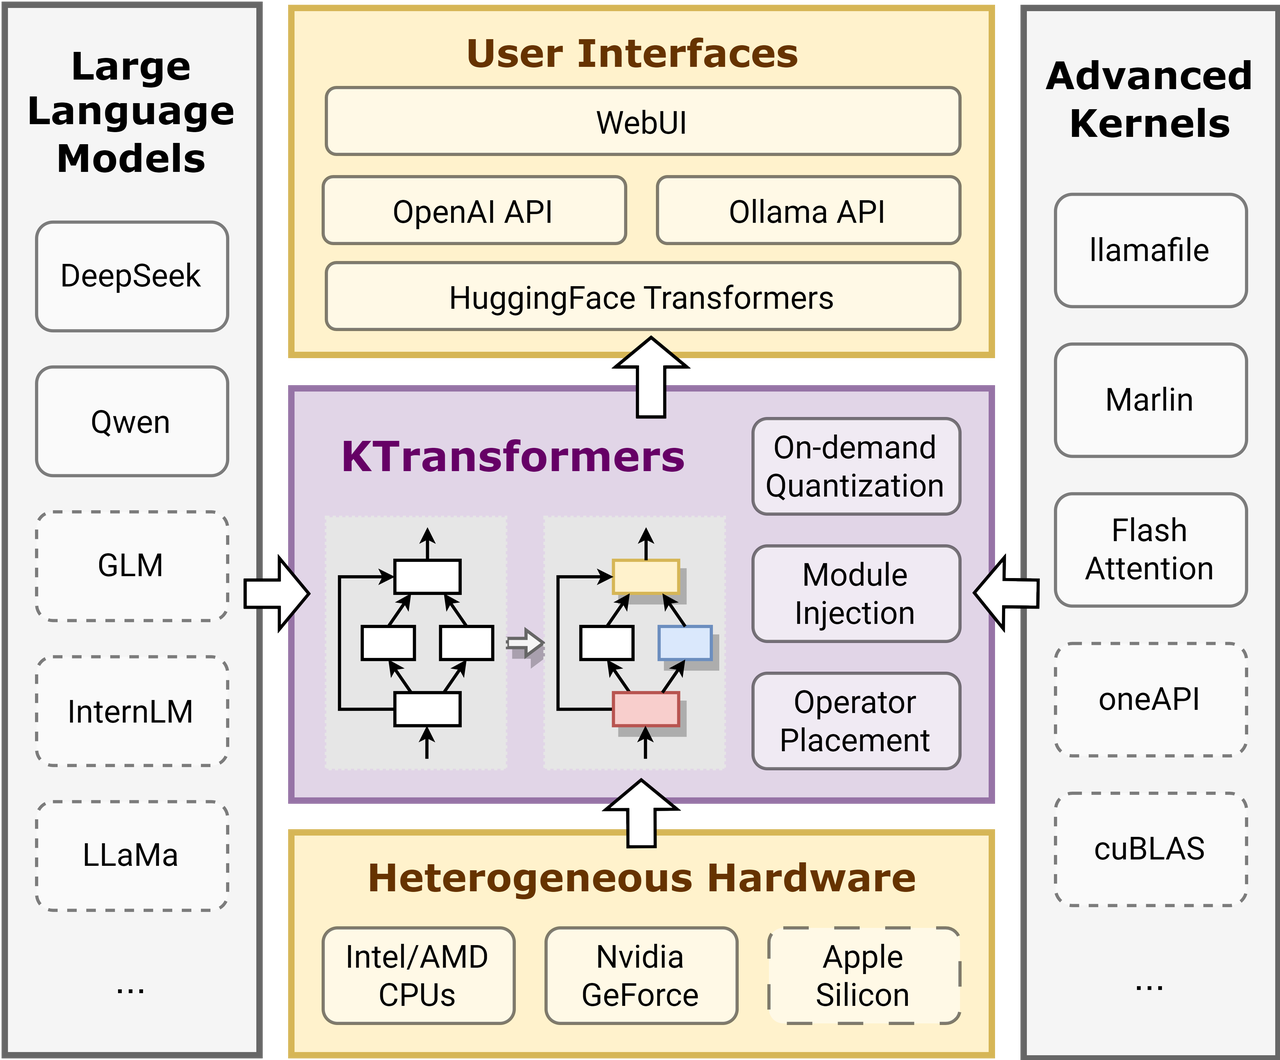 Large
Language
Models
DeepSeek
Qwen
GLM
InternLM
LLaMa
...
User Interfaces
WebUI
OpenAI API
Ollama API
HuggingFace Transformers
KTransformers
On-demand
Quantization
Module
Injection
Operator
Placement
Heterogeneous Hardware
Intel/AMD
CPUs
Nvidia
GeForce
Apple
Silicon
Advanced
Kernels
llamafile
Marlin
Flash
Attention
oneAPI
cuBLAS
...